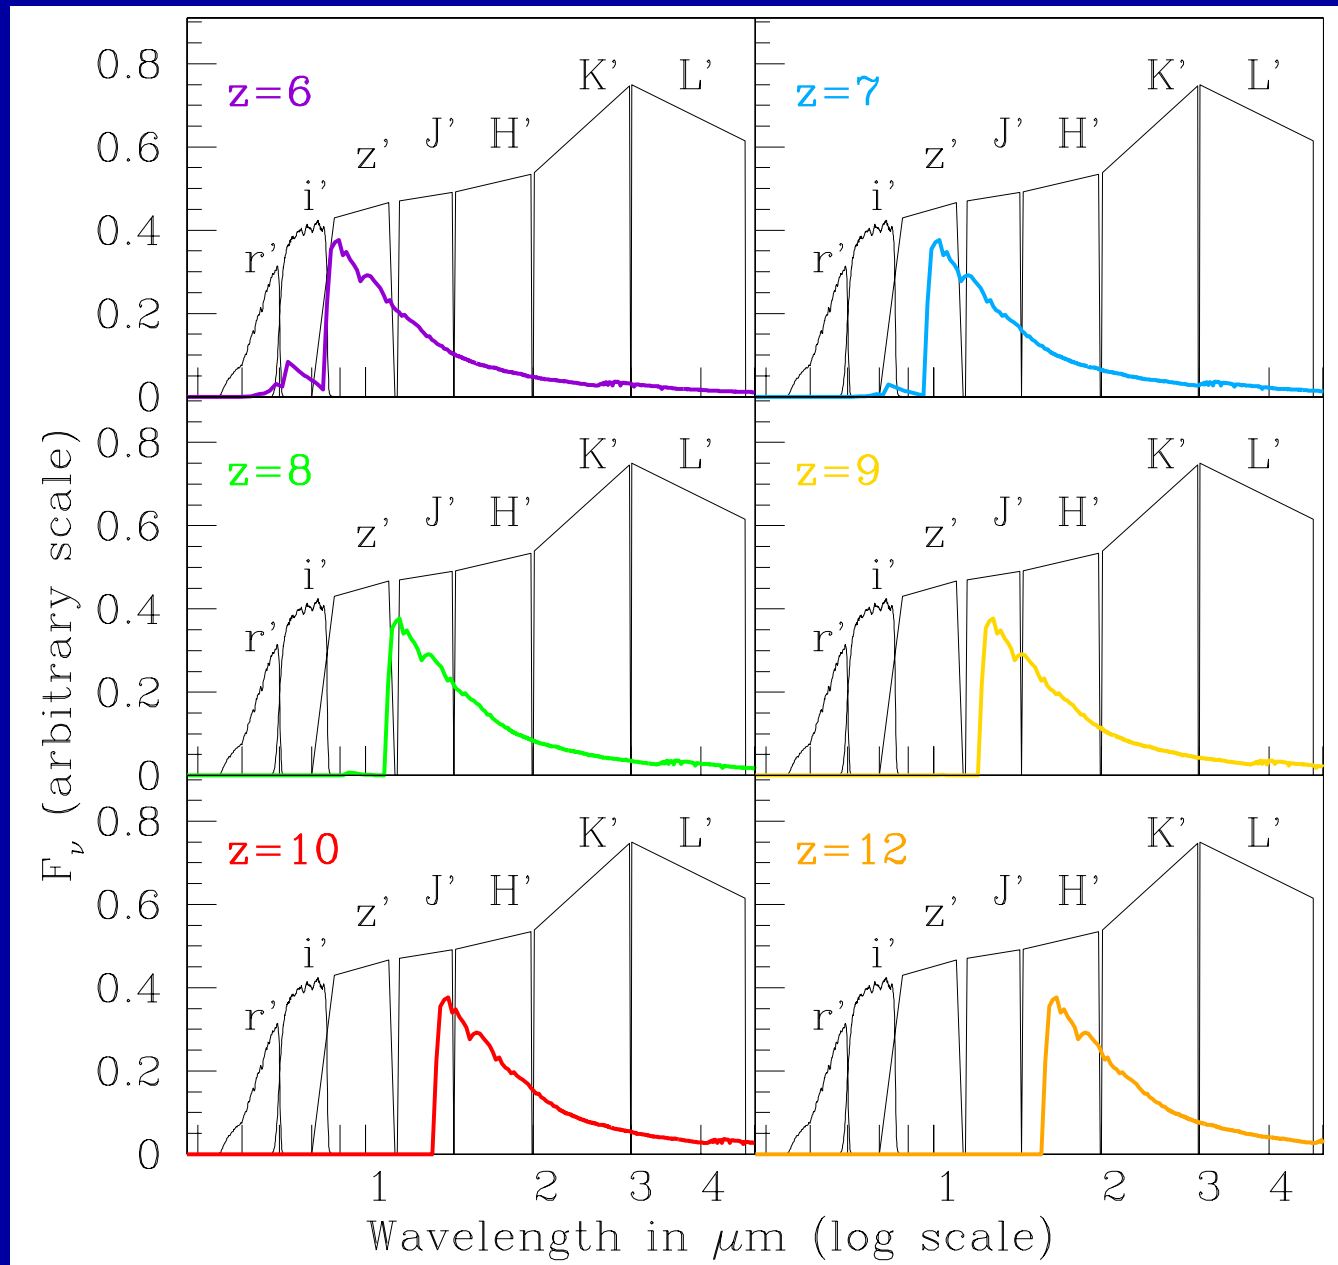 F_ν (arbitrary scale)
0.8
0.6
0.4
0.2
0
z=6
r' i' z' J' H' K' L'
z=7
r' i' z' J' H' K' L'
0.8
0.6
0.4
0.2
0
z=8
r' i' z' J' H' K' L'
z=9
r' i' z' J' H' K' L'
0.8
0.6
0.4
0.2
0
z=10
r' i' z' J' H' K' L'
z=12
r' i' z' J' H' K' L'
1 2 3 4 1 2 3 4
Wavelength in μm (log scale)